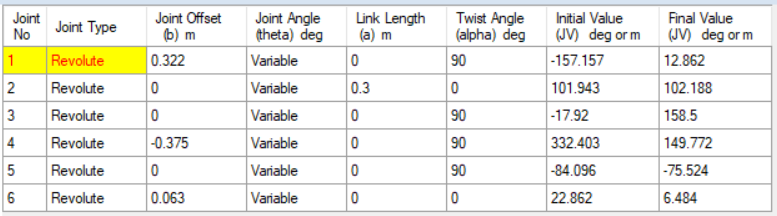 Joint No Joint Type Joint Offset (b) m Joint Angle (theta) deg Link Length (a) m Twist Angle (alpha) deg Initial Value (JV) deg or m Final Value (JV) deg or m
1 Revolute 0.322 Variable 0 90 -157.157 12.862
2 Revolute 0 Variable 0.3 0 101.943 102.188
3 Revolute 0 Variable 0 90 -17.92 158.5
4 Revolute -0.375 Variable 0 90 332.403 149.772
5 Revolute 0 Variable 0 90 -84.096 -75.524
6 Revolute 0.063 Variable 0 0 22.862 6.484